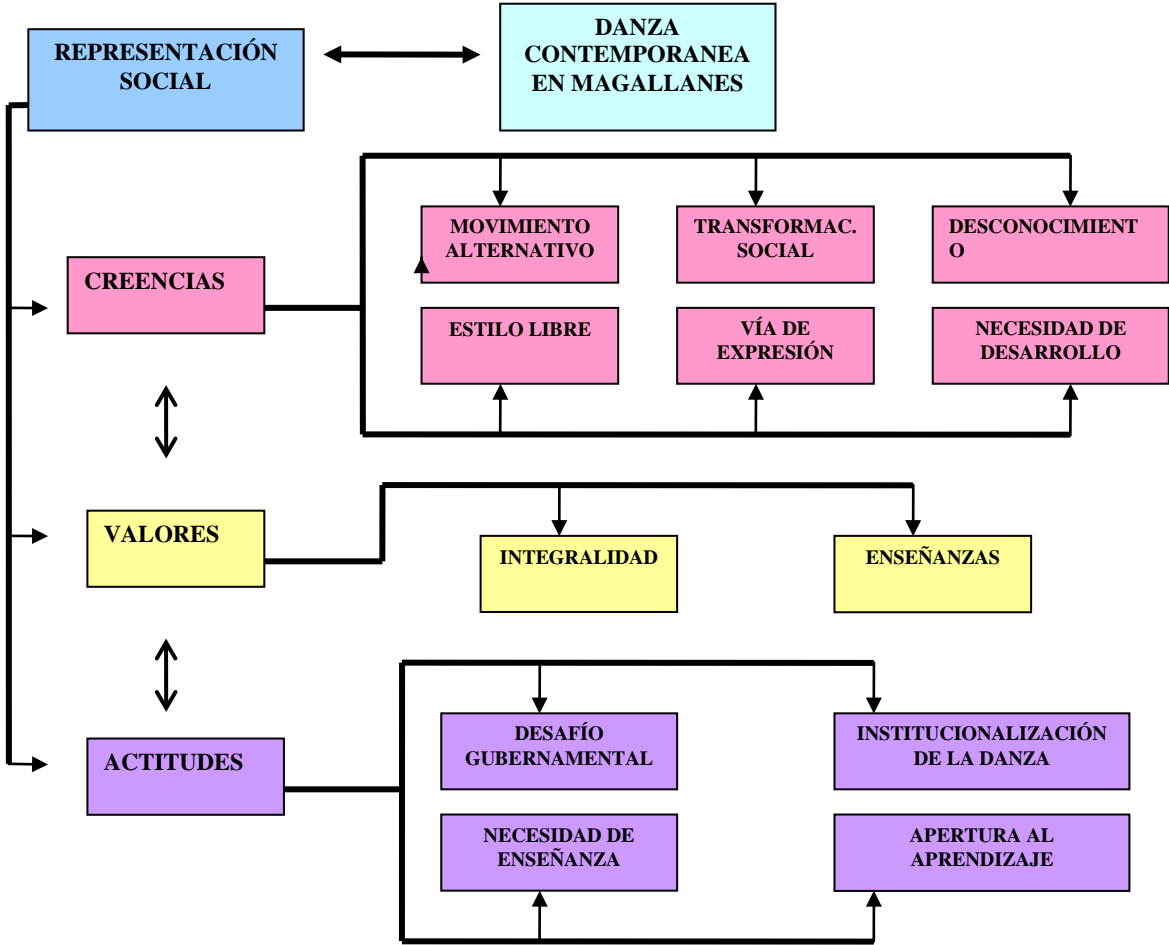 REPRESENTACIÓN
SOCIAL
DANZA
CONTEMPORANEA
EN MAGALLANES
CREENCIAS
MOVIMIENTO
ALTERNATIVO
TRANSFORMAC.
SOCIAL
DESCONOCIMIENT
O
ESTILO LIBRE
VÍA DE
EXPRESIÓN
NECESIDAD DE
DESARROLLO
VALORES
INTEGRALIDAD
ENSEÑANZAS
ACTITUDES
DESAFÍO
GUBERNAMENTAL
INSTITUCIONALIZACIÓN
DE LA DANZA
NECESIDAD DE
ENSEÑANZA
APERTURA AL
APRENDIZAJE